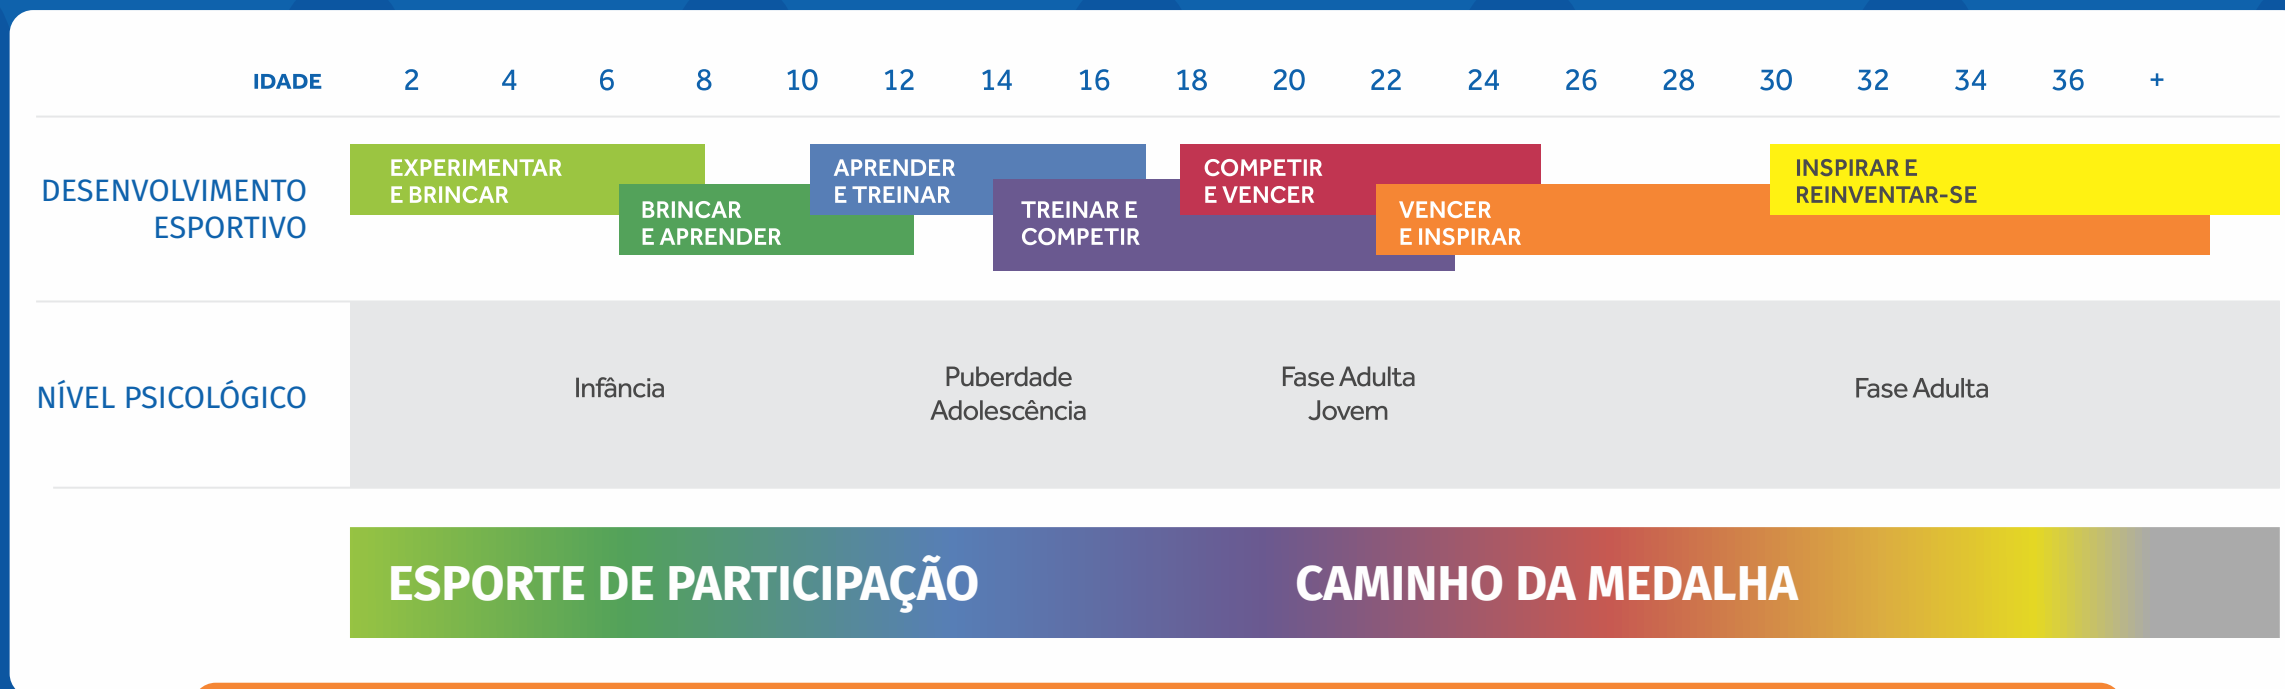 IDADE 2 4 6 8 10 12 14 16 18 20 22 24 26 28 30 32 34 36 +
DESENVOLVIMENTO
ESPORTIVO
EXPERIMENTAR
E BRINCAR
BRINCAR
E APRENDER
APRENDER
E TREINAR
TREINAR E
COMPETIR
COMPETIR
E VENCER
VENCER
E INSPIRAR
INSPIRAR E
REINVENTAR-SE
NÍVEL PSICOLÓGICO
Infância
Puberdade
Adolescência
Fase Adulta
Jovem
Fase Adulta
ESPORTE DE PARTICIPAÇÃO
CAMINHO DA MEDALHA